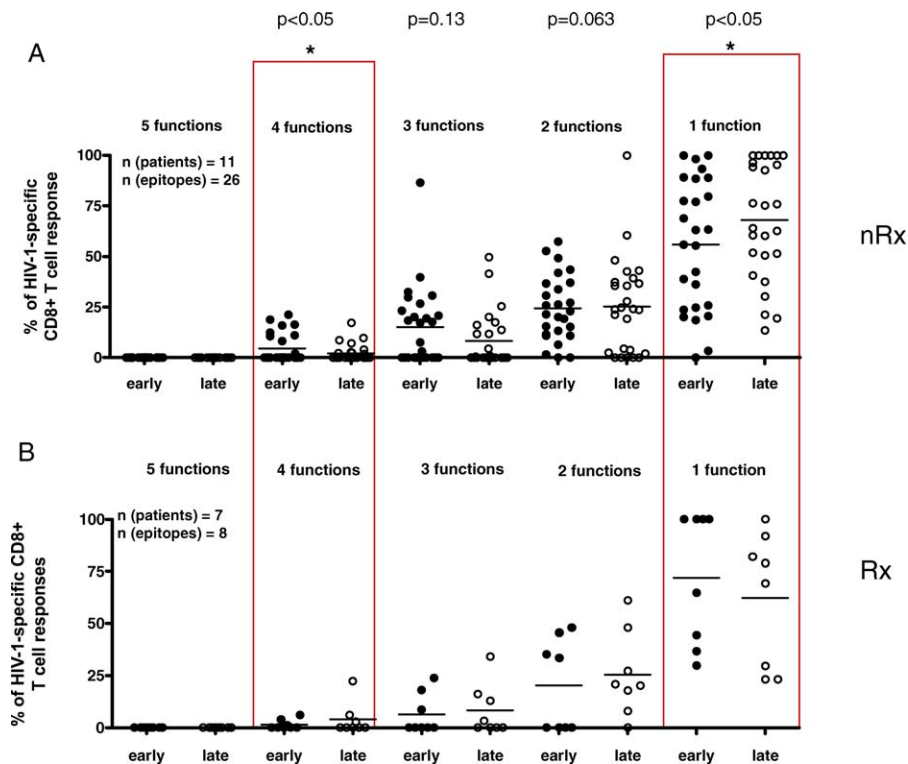 p<0.05 p=0.13 p=0.063 p<0.05
* *
A
5 functions 4 functions 3 functions 2 functions 1 function
n (patients) = 11
n (epitopes) = 26
100
75
50
25
0
% of HIV-1-specific
CD8+ T cell response
nRx
early late early late early late early late early late
B
5 functions 4 functions 3 functions 2 functions 1 function
n (patients) = 7
n (epitopes) = 8
100
75
50
25
0
% of HIV-1-specific CD8+
T cell responses
Rx
early late early late early late early late early late